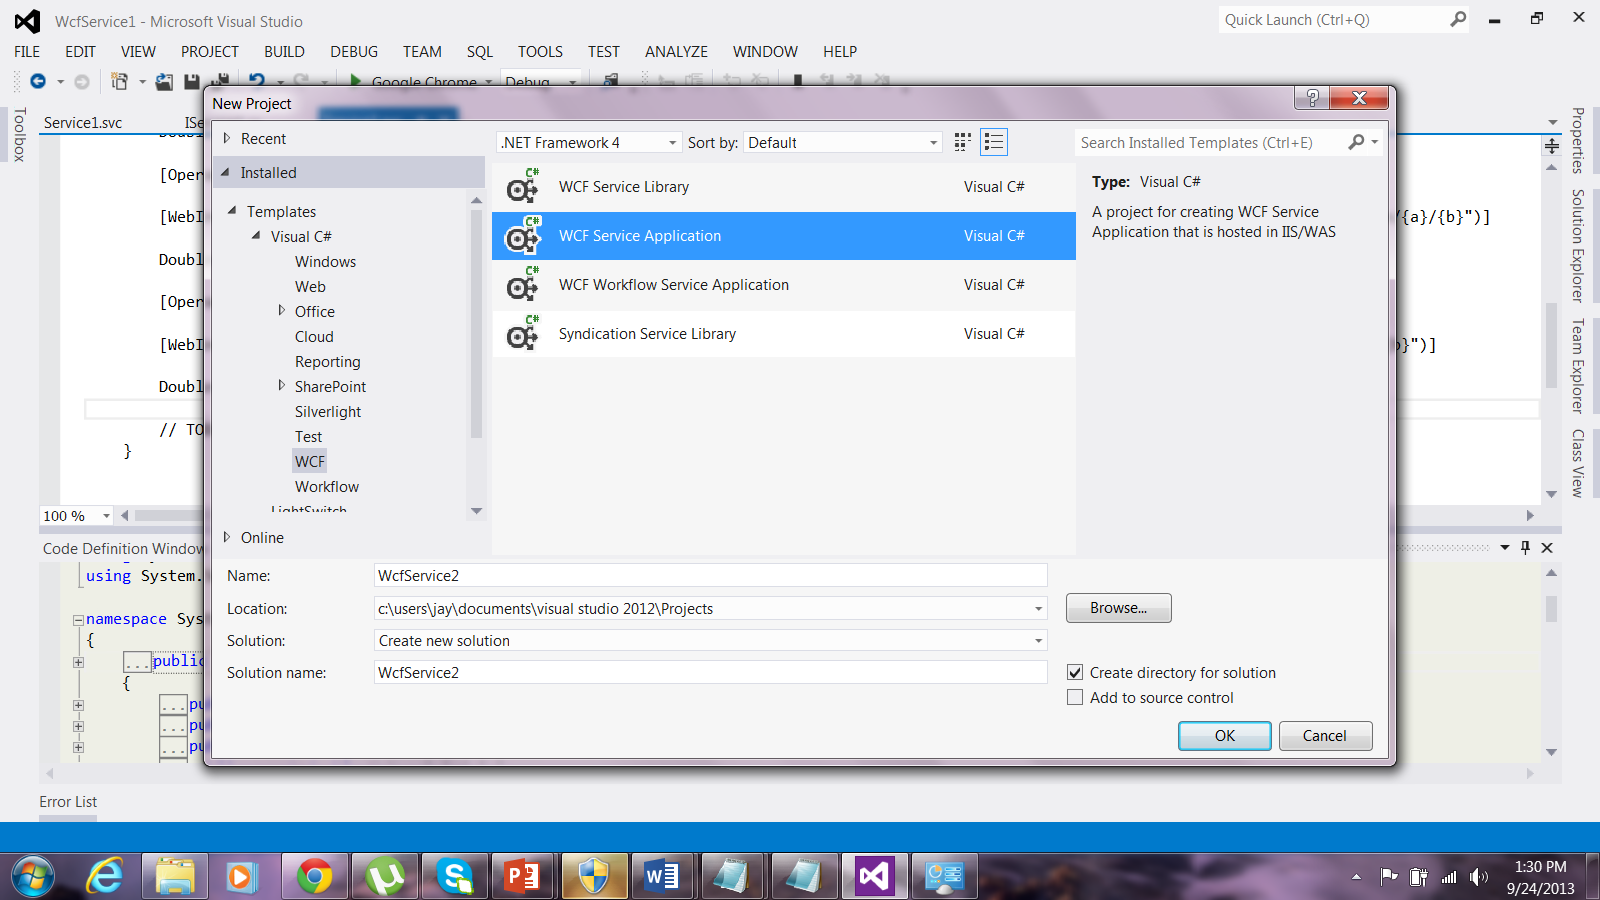 WcfService1 - Microsoft Visual Studio
Quick Launch (Ctrl+Q)
FILE EDIT VIEW PROJECT BUILD DEBUG TEAM SQL TOOLS TEST ANALYZE WINDOW HELP
Google Chrome Debug
New Project
Toolbox
Service1.svc
Recent
.NET Framework 4
Sort by: Default
Search Installed Templates (Ctrl+E)
Installed
Templates
Visual C#
Windows
Web
Office
Cloud
Reporting
SharePoint
Silverlight
Test
WCF
Workflow
LightSwitch
Online
WCF Service Library Visual C#
WCF Service Application Visual C#
WCF Workflow Service Application Visual C#
Syndication Service Library Visual C#
Type: Visual C#
A project for creating WCF Service
Application that is hosted in IIS/WAS
[Oper
[WebI
/{a}/{b}")]
Doubl
[Oper
[WebI
}")]
Doubl
// TO
}
100 %
Properties
Solution Explorer
Team Explorer
Class View
Code Definition Window
using System.
namespace Sys
{
...public
{
...pu
...pu
...pu
Name: WcfService2
Location: c:\users\jay\documents\visual studio 2012\Projects
Browse...
Solution: Create new solution
Solution name: WcfService2
Create directory for solution
Add to source control
OK Cancel
Error List
1:30 PM
9/24/2013